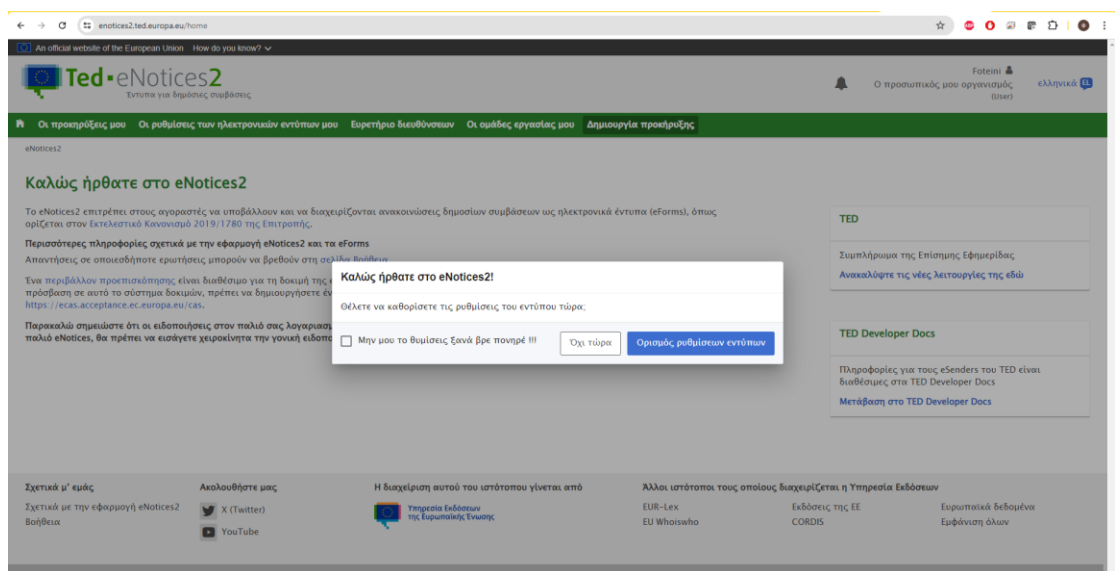 enotices2.ted.europa.eu/home
An official website of the European Union How do you know?
Ted eNotices2
Έντυπα για δημόσιες συμβάσεις
Foteini
Ο προσωπικός μου οργανισμός
(User)
ελληνικά EL
Οι προκηρύξεις μου Οι ρυθμίσεις των ηλεκτρονικών εντύπων μου Ευρετήριο διευθύνσεων Οι ομάδες εργασίας μου Δημιουργία προκήρυξης
eNotices2
Καλώς ήρθατε στο eNotices2
Το eNotices2 επιτρέπει στους αγοραστές να υποβάλλουν και να διαχειρίζονται ανακοινώσεις δημοσίων συμβάσεων ως ηλεκτρονικά έντυπα (eForms), όπως
ορίζεται στον Εκτελεστικό Κανονισμό 2019/1780 της Επιτροπής.
Περισσότερες πληροφορίες σχετικά με την εφαρμογή eNotices2 και τα eForms
Απαντήσεις σε οποιεσδήποτε ερωτήσεις μπορούν να βρεθούν στη σελίδα Βοήθεια
Ένα περιβάλλον προεπισκόπησης είναι διαθέσιμο για τη δοκιμή της
πρόσβαση σε αυτό το σύστημα δοκιμών, πρέπει να δημιουργήσετε έν
https://ecas.acceptance.ec.europa.eu/cas.
Παρακαλώ σημειώστε ότι οι ειδοποιήσεις στον παλιό σας λογαριασμ
παλιό eNotices, θα πρέπει να εισάγετε χειροκίνητα την γονική ειδοπο
Καλώς ήρθατε στο eNotices2!
Θέλετε να καθορίσετε τις ρυθμίσεις του εντύπου τώρα;
Μην μου το θυμίσεις ξανά βρε πονηρέ !!!
Όχι τώρα
Ορισμός ρυθμίσεων εντύπων
TED
Συμπλήρωμα της Επίσημης Εφημερίδας
Ανακαλύψτε τις νέες λειτουργίες της εδώ
TED Developer Docs
Πληροφορίες για τους eSenders του TED είναι
διαθέσιμες στα TED Developer Docs
Μετάβαση στο TED Developer Docs
Σχετικά μ' εμάς
Σχετικά με την εφαρμογή eNotices2
Βοήθεια
Ακολουθήστε μας
X (Twitter)
YouTube
Η διαχείριση αυτού του ιστότοπου γίνεται από
Υπηρεσία Εκδόσεων
της Ευρωπαϊκής Ένωσης
Άλλοι ιστότοποι τους οποίους διαχειρίζεται η Υπηρεσία Εκδόσεων
EUR-Lex Εκδόσεις της ΕΕ Ευρωπαϊκά δεδομένα
EU Whoiswho CORDIS Εμφάνιση όλων